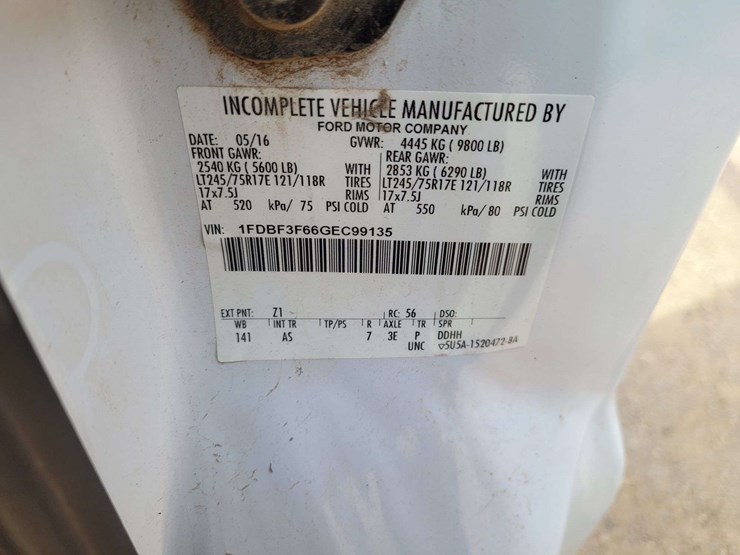 INCOMPLETE VEHICLE MANUFACTURED BY
FORD MOTOR COMPANY
DATE: 05/16 GVWR: 4445 KG ( 9800 LB)
FRONT GAWR: REAR GAWR:
2540 KG ( 5600 LB) WITH 2853 KG ( 6290 LB) WITH
LT245/75R17E 121/118R TIRES LT245/75R17E 121/118R TIRES
17x7.5J RIMS 17x7.5J RIMS
AT 520 kPa/ 75 PSI COLD AT 550 kPa/ 80 PSI COLD
VIN: 1FDBF3F66GEC99135
EXT PNT: Z1 RC: 56 DSO:
WB INT TR TP/PS R AXLE TR SPR
141 AS 7 3E P DDHH
UNC ▽5U5A-1520472-BA